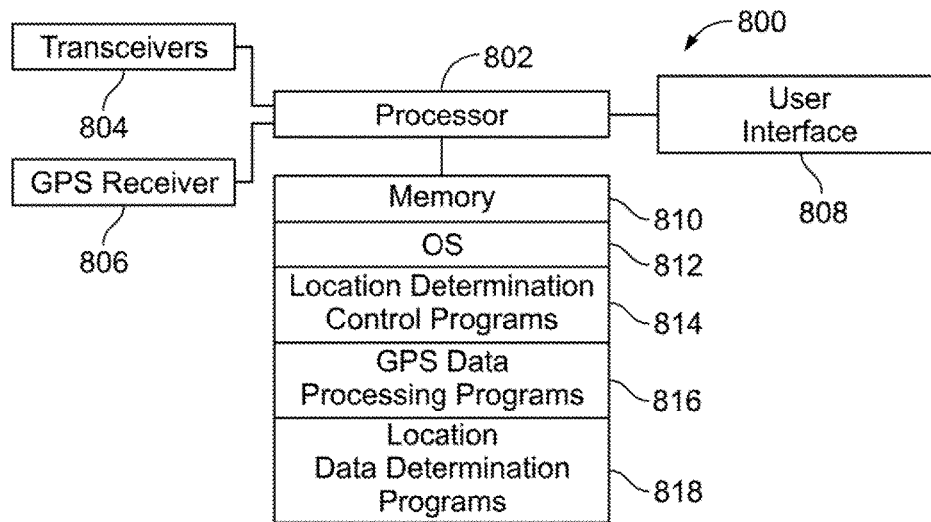 Transceivers
804
GPS Receiver
806
802
Processor
800
User
Interface
808
Memory
810
OS
812
Location Determination
Control Programs
814
GPS Data
Processing Programs
816
Location
Data Determination
Programs
818